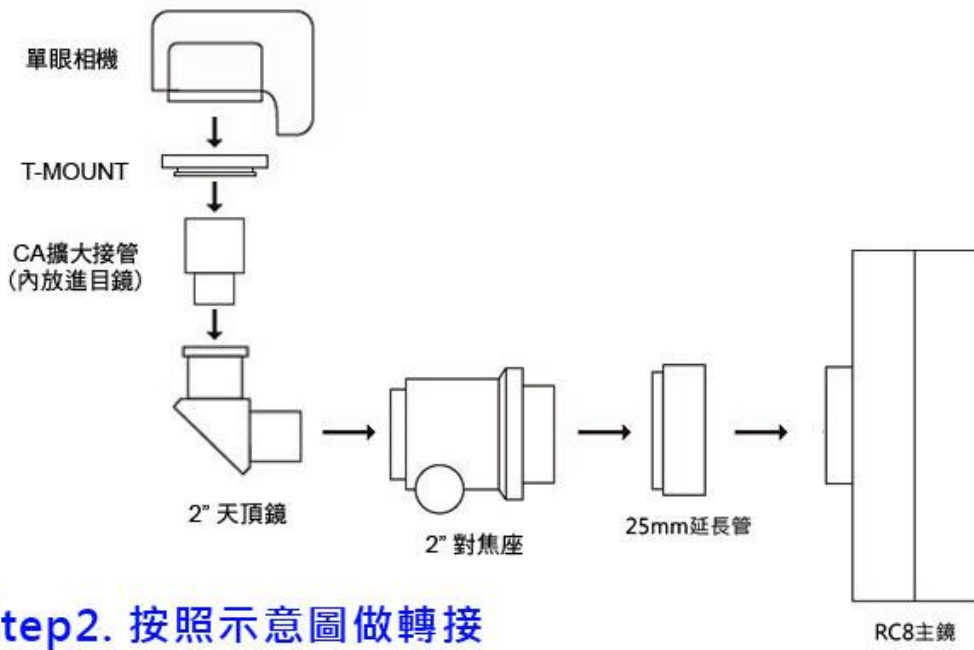 單眼相機
T-MOUNT
CA擴大接管
(內放進目鏡)
2" 天頂鏡
2" 對焦座
25mm延長管
RC8主鏡
tep2. 按照示意圖做轉接